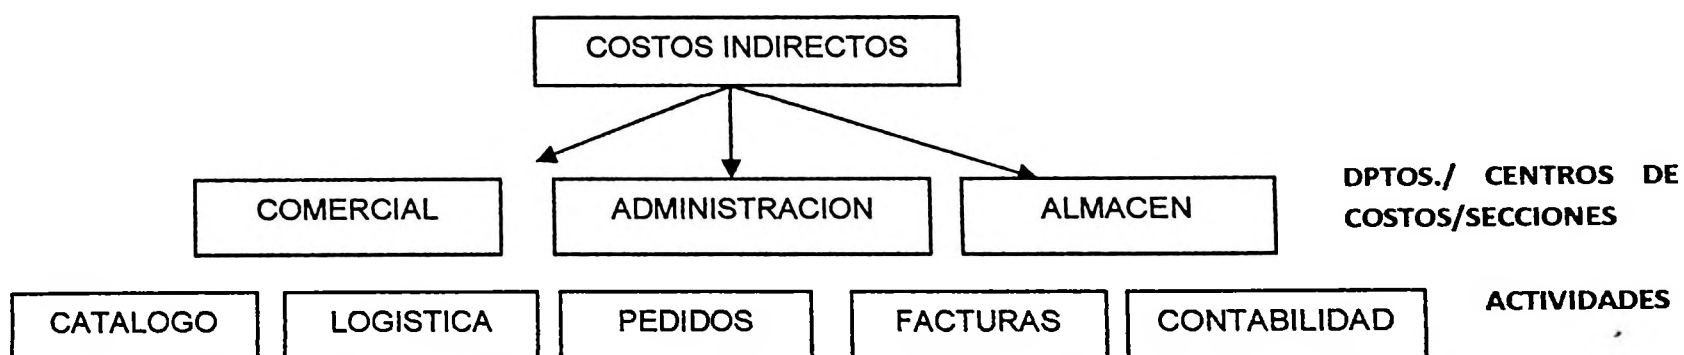 COSTOS INDIRECTOS
COMERCIAL
ADMINISTRACION
ALMACEN
DPTOS./ CENTROS DE
COSTOS/SECCIONES
CATALOGO
LOGISTICA
PEDIDOS
FACTURAS
CONTABILIDAD
ACTIVIDADES